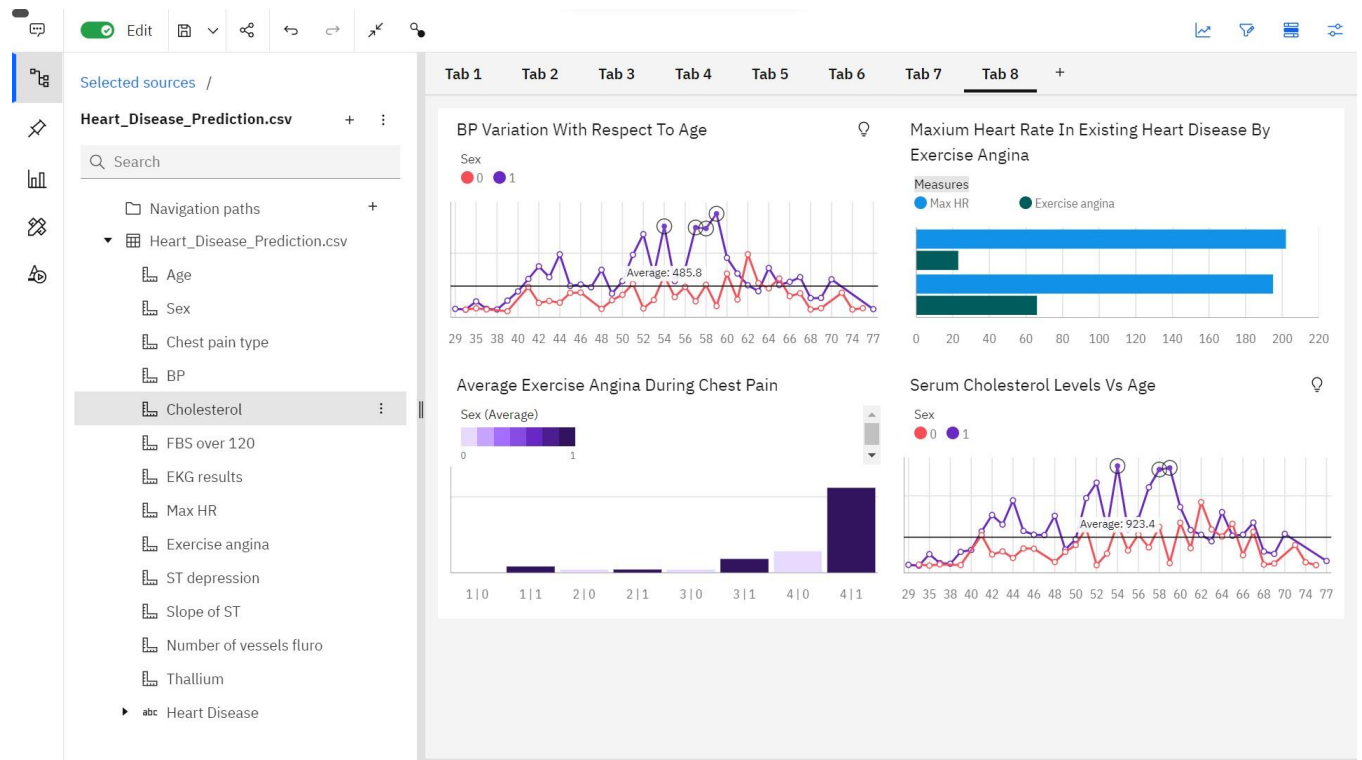 Edit
Selected sources /
Heart_Disease_Prediction.csv
Search
Navigation paths
Heart_Disease_Prediction.csv
Age
Sex
Chest pain type
BP
Cholesterol
FBS over 120
EKG results
Max HR
Exercise angina
ST depression
Slope of ST
Number of vessels fluro
Thallium
abc Heart Disease
Tab 1 Tab 2 Tab 3 Tab 4 Tab 5 Tab 6 Tab 7 Tab 8 +
BP Variation With Respect To Age
Sex
0 1
Average: 485.8
29 35 38 40 42 44 46 48 50 52 54 56 58 60 62 64 66 68 70 74 77
Maxium Heart Rate In Existing Heart Disease By
Exercise Angina
Measures
Max HR Exercise angina
0 20 40 60 80 100 120 140 160 180 200 220
Average Exercise Angina During Chest Pain
Sex (Average)
0 1
1|0 1|1 2|0 2|1 3|0 3|1 4|0 4|1
Serum Cholesterol Levels Vs Age
Sex
0 1
Average: 923.4
29 35 38 40 42 44 46 48 50 52 54 56 58 60 62 64 66 68 70 74 77